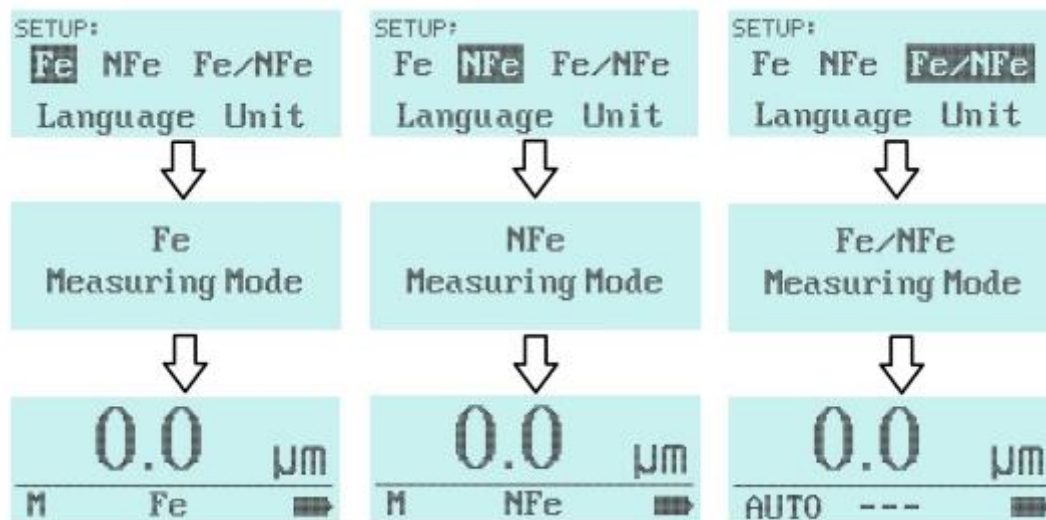 SETUP:
Fe NFe Fe/NFe
Language Unit
Fe
Measuring Mode
0.0 µm
M Fe
SETUP:
Fe NFe Fe/NFe
Language Unit
NFe
Measuring Mode
0.0 µm
M NFe
SETUP:
Fe NFe Fe/NFe
Language Unit
Fe/NFe
Measuring Mode
0.0 µm
AUTO ---